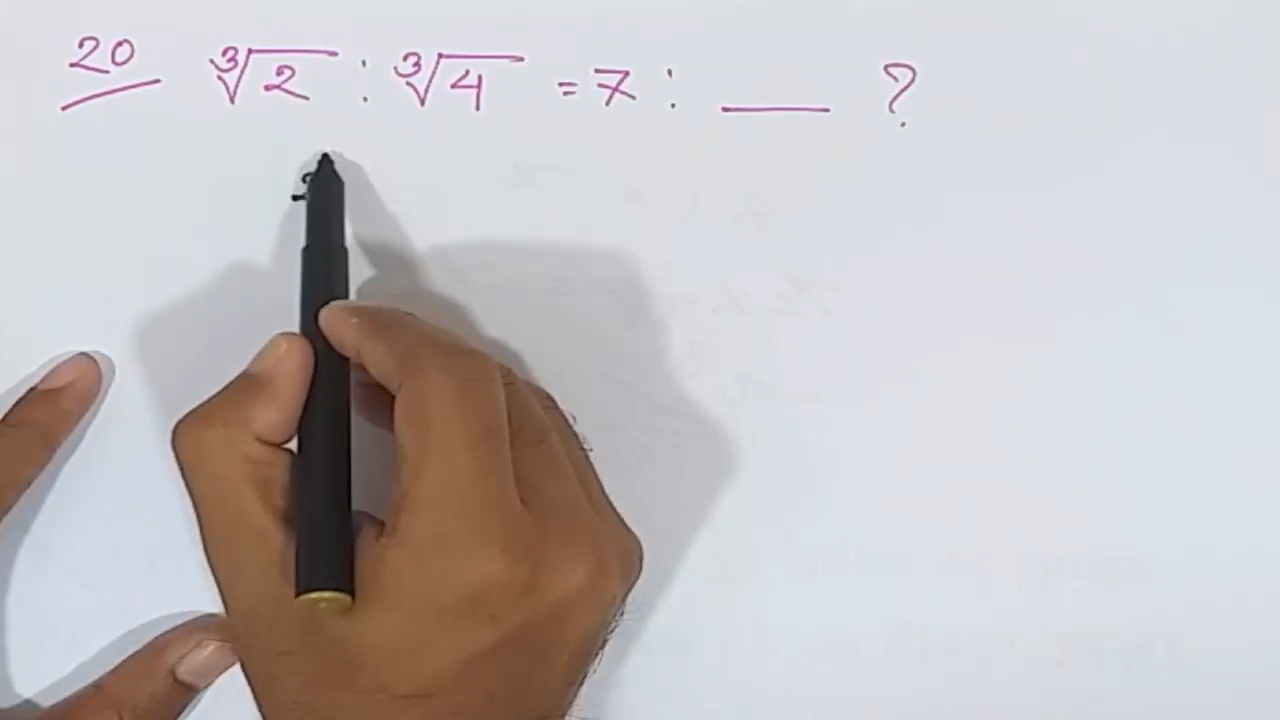 20 ∛2 : ∛4 = 7 : ___ ?